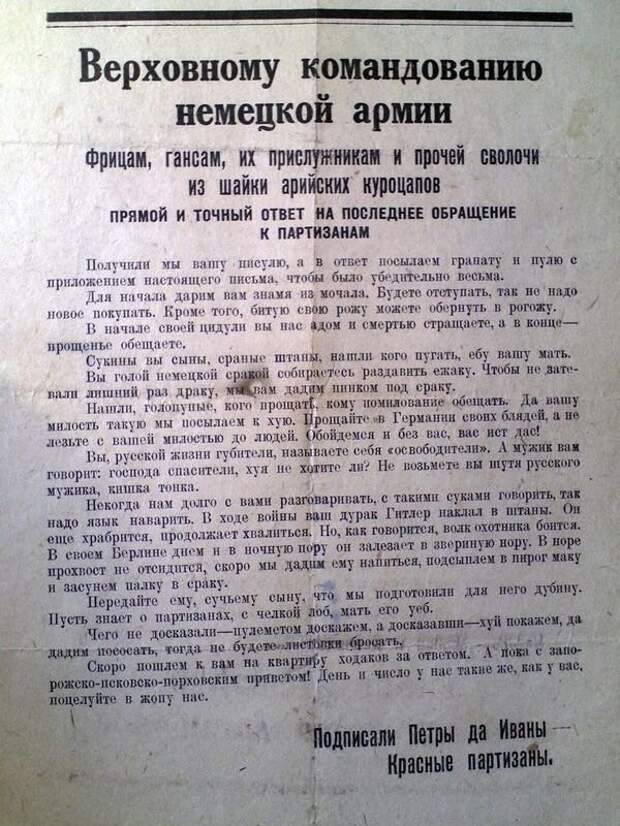 Верховному командованию
немецкой армии
Фрицам, гансам, их прислужникам и прочей сволочи
из шайки арийских куроцапов
ПРЯМОЙ И ТОЧНЫЙ ОТВЕТ НА ПОСЛЕДНЕЕ ОБРАЩЕНИЕ
К ПАРТИЗАНАМ
Получили мы вашу писулю, а в ответ посылаем гранату и пулю с
приложением настоящего письма, чтобы было убедительно весьма.
Для начала дарим вам знамя из мочала. Будете отступать, так не надо
новое покупать. Кроме того, битую свою рожу можете обернуть в рогожу.
В начале своей цидули вы нас адом и смертью стращаете, а в конце—
прощенье обещаете.
Сукины вы сыны, сраные штаны, нашли кого пугать, ебу вашу мать.
Вы голой немецкой сракой собираетесь раздавить ежаку. Чтобы не зате-
вали лишний раз драку, мы вам дадим пинком под сраку.
Нашли, голопупые, кого прощать, кому помилование обещать. Да вашу
милость такую мы посылаем к хую. Прощайте в Германии своих блядей, а не
лезьте с вашей милостью до людей. Обойдемся и без вас, вас ист дас!
Вы, русской жизни губители, называете себя «освободители». А мужик вам
говорит: господа спасители, хуя не хотите ли? Не возьмете вы шутя русского
мужика, кишка тонка.
Некогда нам долго с вами разговаривать, с такими суками говорить, так
надо язык наварить. В ходе войны ваш дурак Гитлер наклал в штаны. Он
еще храбрится, продолжает хвалиться. Но, как говорится, волк охотника боится.
В своем Берлине днем и в ночную пору он залезает в звериную нору. В норе
прохвост не отсидится, скоро мы дадим ему напиться, подсыплем в пирог маку
и засунем палку в сраку.
Передайте ему, сучьему сыну, что мы подготовили для него дубину.
Пусть знает о партизанах, с челкой лоб, мать его уеб.
Чего не досказали—пулеметом доскажем, а досказавши—хуй покажем, да
дадим пососать, тогда не будете листовки бросать.
Скоро пошлем к вам на квартиру ходаков за ответом. А пока с запо-
рожско-псковско-порховским приветом! День и число у нас такие же, как у вас,
поцелуйте в жопу нас.
Подписали Петры да Иваны—
Красные партизаны.